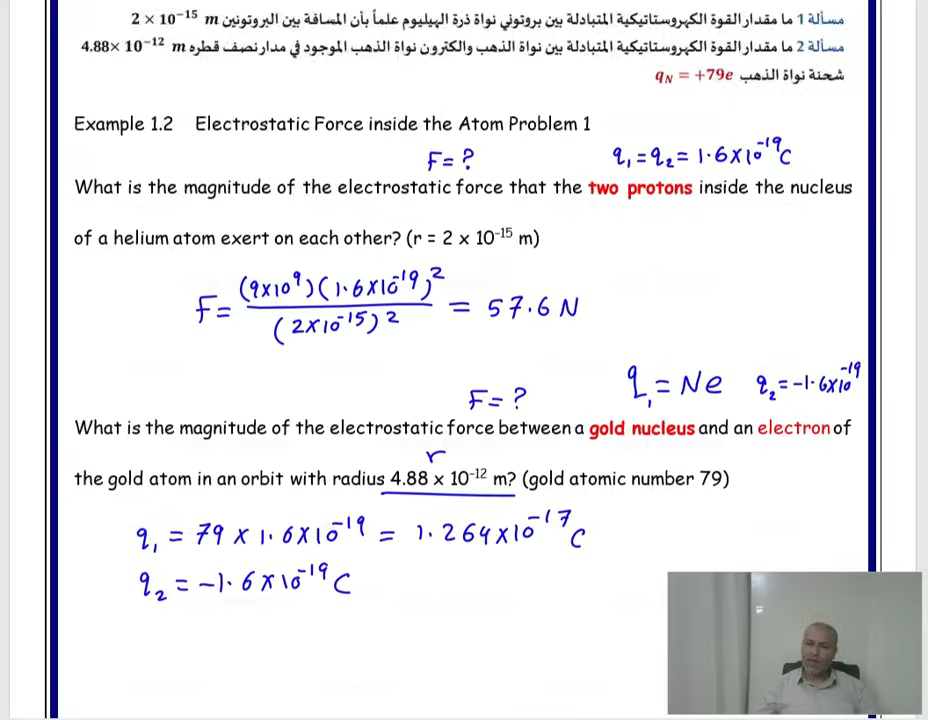 مسألة 1 ما مقدار القوة الكهروستاتيكية المتبادلة بين بروتوني نواة ذرة الهيليوم علماً بأن المسافة بين البروتونين 2 × 10⁻¹⁵ m
مسألة 2 ما مقدار القوة الكهروستاتيكية المتبادلة بين نواة الذهب والكترون نواة الذهب الموجود في مدار نصف قطره 4.88× 10⁻¹² m
شحنة نواة الذهب q_N = +79e
Example 1.2 Electrostatic Force inside the Atom Problem 1
F = ? q₁ = q₂ = 1.6×10⁻¹⁹ C
What is the magnitude of the electrostatic force that the two protons inside the nucleus
of a helium atom exert on each other? (r = 2 x 10⁻¹⁵ m)
F = (9×10⁹)(1.6×10⁻¹⁹)² / (2×10⁻¹⁵)² = 57.6 N
F = ? q₁ = Ne q₂ = -1.6×10⁻¹⁹
What is the magnitude of the electrostatic force between a gold nucleus and an electron of
r
the gold atom in an orbit with radius 4.88 x 10⁻¹² m? (gold atomic number 79)
q₁ = 79 × 1.6×10⁻¹⁹ = 1.264×10⁻¹⁷ C
q₂ = -1.6×10⁻¹⁹ C